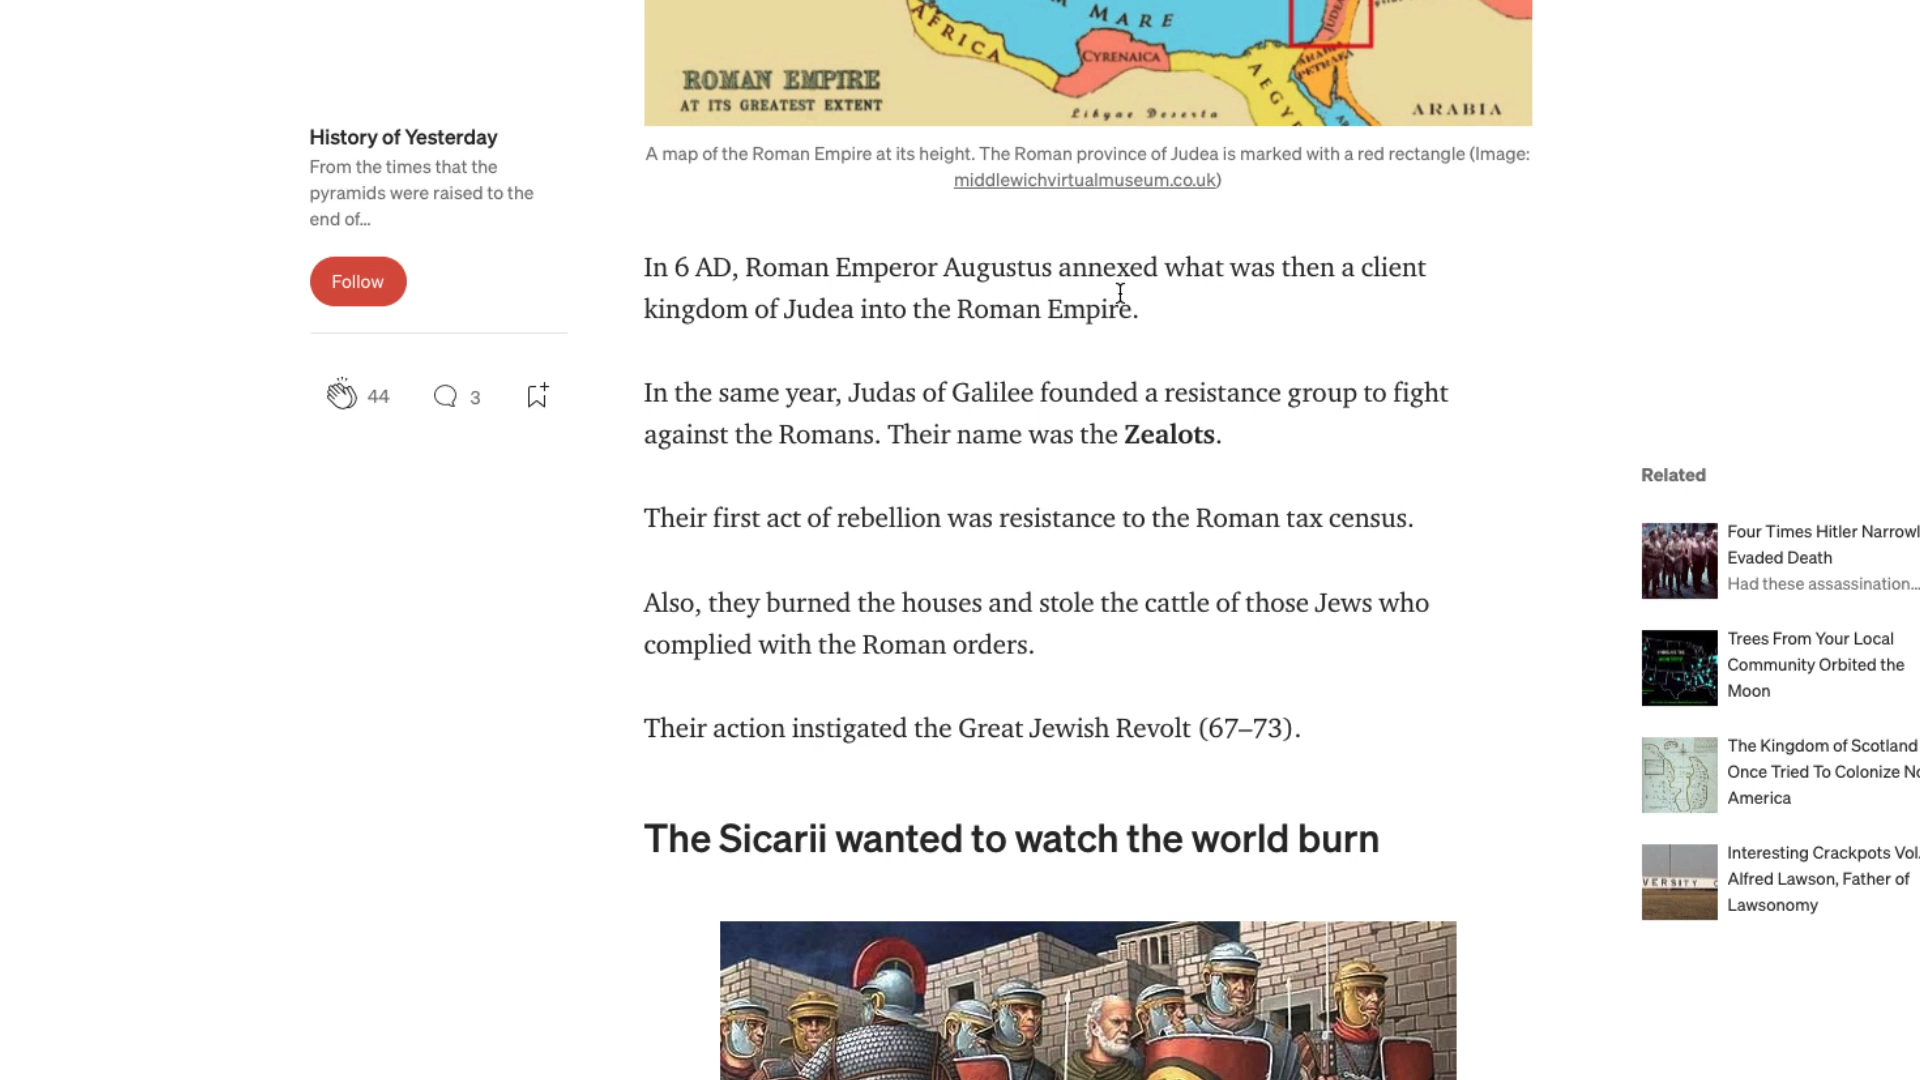 MARE
AFRICA
CYRENAICA
JUDEA
ARABIA
PETRAEA
ROMAN EMPIRE
AT ITS GREATEST EXTENT
Libyae Deserta
ARABIA
A map of the Roman Empire at its height. The Roman province of Judea is marked with a red rectangle (Image:
middlewichvirtualmuseum.co.uk)
History of Yesterday
From the times that the
pyramids were raised to the
end of...
Follow
44
3
In 6 AD, Roman Emperor Augustus annexed what was then a client
kingdom of Judea into the Roman Empire.
In the same year, Judas of Galilee founded a resistance group to fight
against the Romans. Their name was the Zealots.
Their first act of rebellion was resistance to the Roman tax census.
Also, they burned the houses and stole the cattle of those Jews who
complied with the Roman orders.
Their action instigated the Great Jewish Revolt (67–73).
The Sicarii wanted to watch the world burn
Related
Four Times Hitler Narrowl
Evaded Death
Had these assassination...
Trees From Your Local
Community Orbited the
Moon
The Kingdom of Scotland
Once Tried To Colonize No
America
Interesting Crackpots Vol.
Alfred Lawson, Father of
Lawsonomy
VERSITY